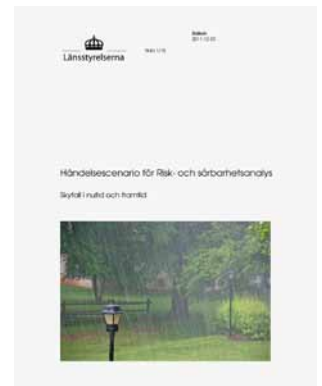 Länsstyrelserna
Händelsescenario för Risk- och sårbarhetsanalys
Skyfall i nutid och framtid